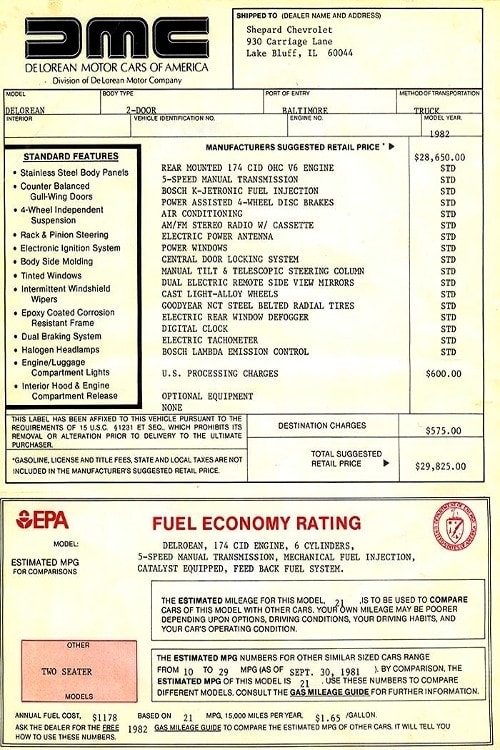 SHIPPED TO (DEALER NAME AND ADDRESS)
Shepard Chevrolet
930 Carriage Lane
Lake Bluff, IL 60044
DMC
DELOREAN MOTOR CARS OF AMERICA
Division of DeLorean Motor Company
MODEL BODY TYPE PORT OF ENTRY METHOD OF TRANSPORTATION
DELOREAN 2-DOOR BALTIMORE TRUCK
INTERIOR VEHICLE IDENTIFICATION NO. ENGINE NO. MODEL YEAR
1982
MANUFACTURERS SUGGESTED RETAIL PRICE * $28,650.00
STANDARD FEATURES
• Stainless Steel Body Panels
• Counter Balanced
Gull-Wing Doors
• 4-Wheel Independent
Suspension
• Rack & Pinion Steering
• Electronic Ignition System
• Body Side Molding
• Tinted Windows
• Intermittent Windshield
Wipers
• Epoxy Coated Corrosion
Resistant Frame
• Dual Braking System
• Halogen Headlamps
• Engine/Luggage
Compartment Lights
• Interior Hood & Engine
Compartment Release
REAR MOUNTED 174 CID OHC V6 ENGINE STD
5-SPEED MANUAL TRANSMISSION STD
BOSCH K-JETRONIC FUEL INJECTION STD
POWER ASSISTED 4-WHEEL DISC BRAKES STD
AIR CONDITIONING STD
AM/FM STEREO RADIO W/ CASSETTE STD
ELECTRIC POWER ANTENNA STD
POWER WINDOWS STD
CENTRAL DOOR LOCKING SYSTEM STD
MANUAL TILT & TELESCOPIC STEERING COLUMN STD
DUAL ELECTRIC REMOTE SIDE VIEW MIRRORS STD
CAST LIGHT-ALLOY WHEELS STD
GOODYEAR NCT STEEL BELTED RADIAL TIRES STD
ELECTRIC REAR WINDOW DEFOGGER STD
DIGITAL CLOCK STD
ELECTRIC TACHOMETER STD
BOSCH LAMBDA EMISSION CONTROL STD
U.S. PROCESSING CHARGES $600.00
OPTIONAL EQUIPMENT
NONE
THIS LABEL HAS BEEN AFFIXED TO THIS VEHICLE PURSUANT TO THE
REQUIREMENTS OF 15 U.S.C. §1231 ET SEQ., WHICH PROHIBITS ITS
REMOVAL OR ALTERATION PRIOR TO DELIVERY TO THE ULTIMATE
PURCHASER.
DESTINATION CHARGES $575.00
*GASOLINE, LICENSE AND TITLE FEES, STATE AND LOCAL TAXES ARE NOT
INCLUDED IN THE MANUFACTURER'S SUGGESTED RETAIL PRICE.
TOTAL SUGGESTED
RETAIL PRICE $29,825.00
EPA
FUEL ECONOMY RATING
MODEL: DELROEAN, 174 CID ENGINE, 6 CYLINDERS,
5-SPEED MANUAL TRANSMISSION, MECHANICAL FUEL INJECTION,
CATALYST EQUIPPED, FEED BACK FUEL SYSTEM.
ESTIMATED MPG
FOR COMPARISONS
THE ESTIMATED MILEAGE FOR THIS MODEL, 21 ,IS TO BE USED TO COMPARE
CARS OF THIS MODEL WITH OTHER CARS. YOUR OWN MILEAGE MAY BE POORER
DEPENDING UPON OPTIONS, DRIVING CONDITIONS, YOUR DRIVING HABITS, AND
YOUR CAR'S OPERATING CONDITION.
OTHER
TWO SEATER
MODELS
THE ESTIMATED MPG NUMBERS FOR OTHER SIMILAR SIZED CARS RANGE
FROM 10 TO 29 MPG (AS OF SEPT. 30, 1981 ). BY COMPARISON, THE
ESTIMATED MPG OF THIS MODEL IS 21 . USE THESE NUMBERS TO COMPARE
DIFFERENT MODELS. CONSULT THE GAS MILEAGE GUIDE FOR FURTHER INFORMATION.
ANNUAL FUEL COST, $1178 BASED ON 21 MPG, 15,000 MILES PER YEAR, $1.65 /GALLON.
ASK THE DEALER FOR THE FREE 1982 GAS MILEAGE GUIDE TO COMPARE THE ESTIMATED MPG OF OTHER CARS. IT WILL TELL YOU
HOW TO USE THESE NUMBERS.